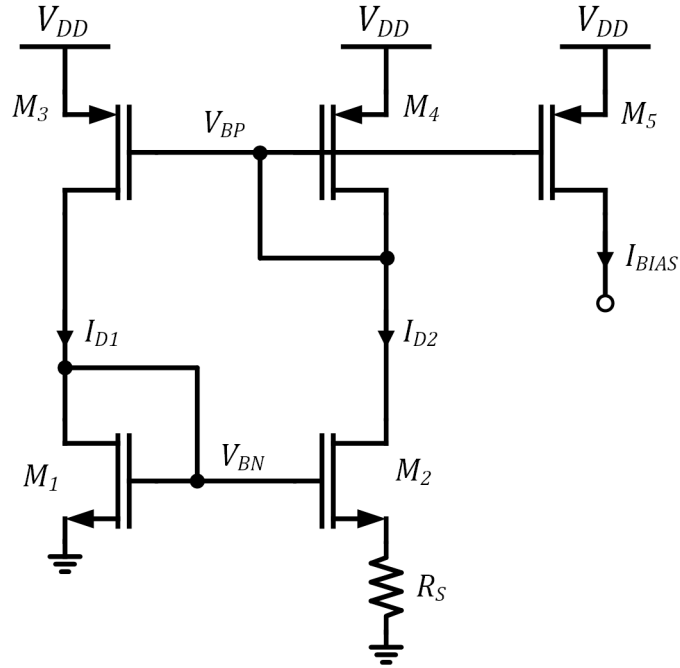 V_DD V_DD V_DD
M_3 V_BP M_4 M_5
I_BIAS
I_D1 I_D2
M_1 V_BN M_2
R_S